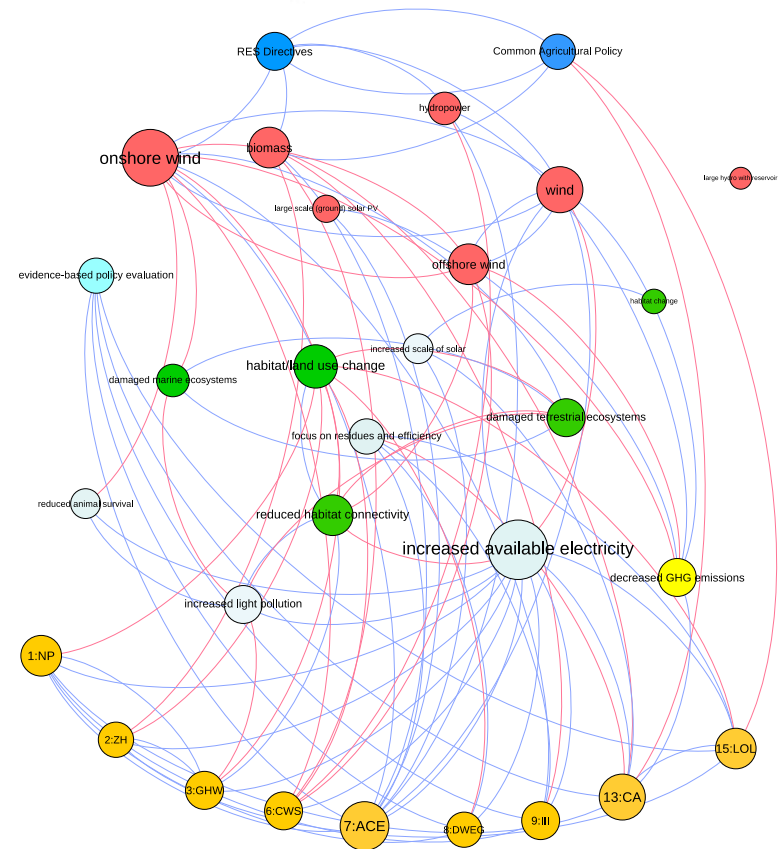 RES Directives
Common Agricultural Policy
hydropower
onshore wind
biomass
large hydro with reservoir
wind
large scale (ground) solar PV
offshore wind
evidence-based policy evaluation
habitat change
increased scale of solar
habitat/land use change
damaged marine ecosystems
damaged terrestrial ecosystems
focus on residues and efficiency
reduced animal survival
reduced habitat connectivity
increased available electricity
decreased GHG emissions
increased light pollution
1:NP
2:ZH
15:LOL
3:GHW
13:CA
6:CWS
9:III
7:ACE
8:DWEG